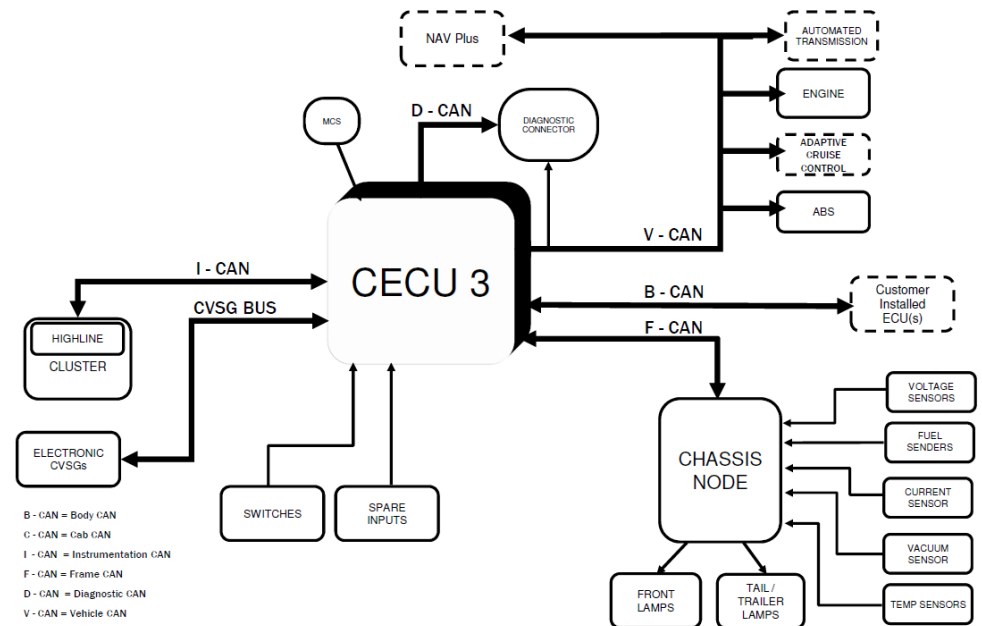 NAV Plus
AUTOMATED
TRANSMISSION
ENGINE
MCS
D - CAN
DIAGNOSTIC
CONNECTOR
ADAPTIVE
CRUISE
CONTROL
ABS
V - CAN
I - CAN
CECU 3
B - CAN
Customer
Installed
ECU(s)
CVSG BUS
F - CAN
HIGHLINE
CLUSTER
VOLTAGE
SENSORS
FUEL
SENDERS
ELECTRONIC
CVSGs
CHASSIS
NODE
CURRENT
SENSOR
SWITCHES
SPARE
INPUTS
VACUUM
SENSOR
FRONT
LAMPS
TAIL /
TRAILER
LAMPS
TEMP SENSORS
B - CAN = Body CAN
C - CAN = Cab CAN
I - CAN = Instrumentation CAN
F - CAN = Frame CAN
D - CAN = Diagnostic CAN
V - CAN = Vehicle CAN